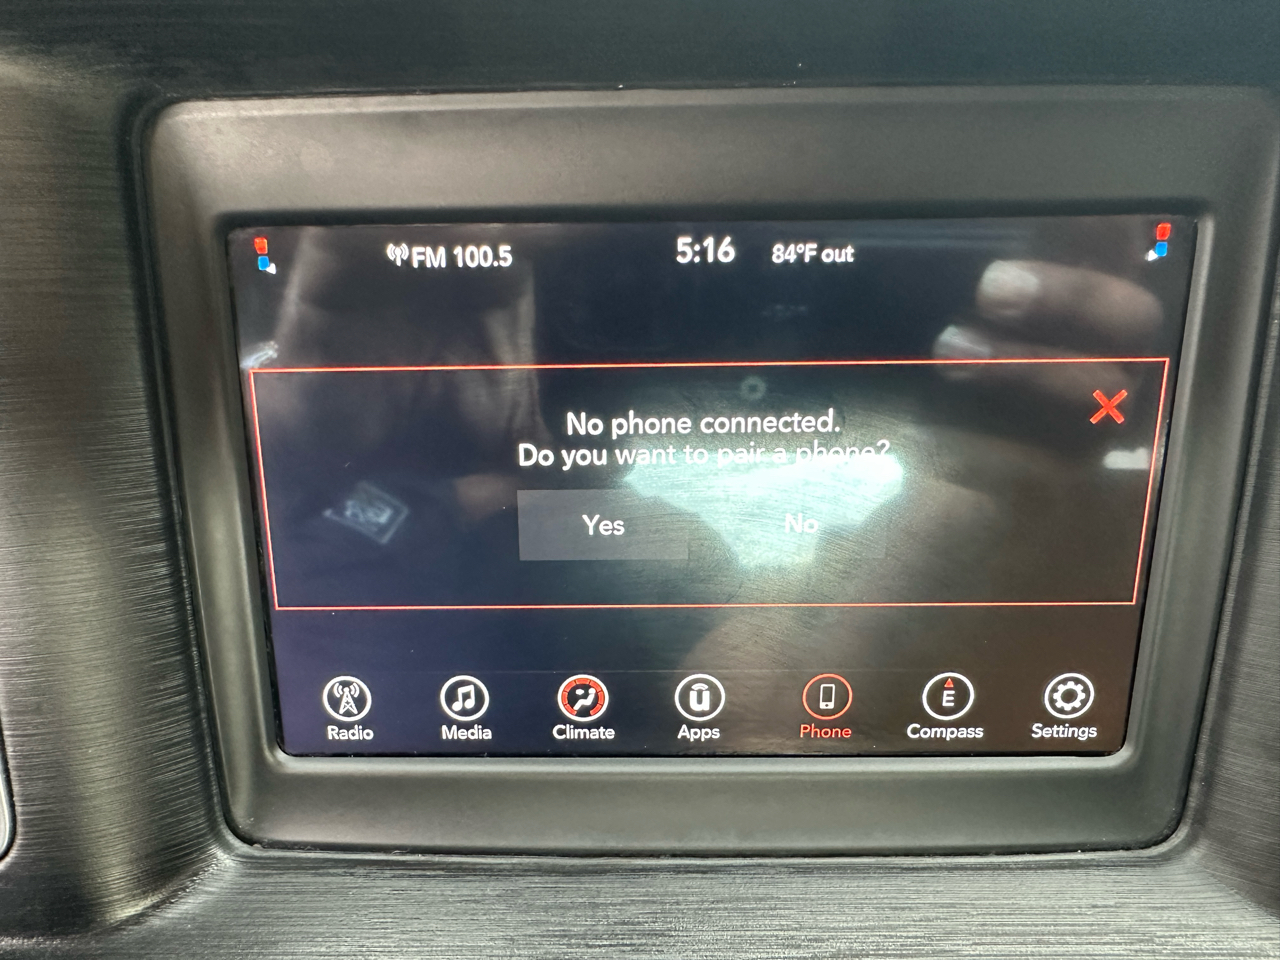 FM 100.5 5:16 84°F out
No phone connected.
Do you want to pair a phone?
Yes No
E
Radio Media Climate Apps Phone Compass Settings